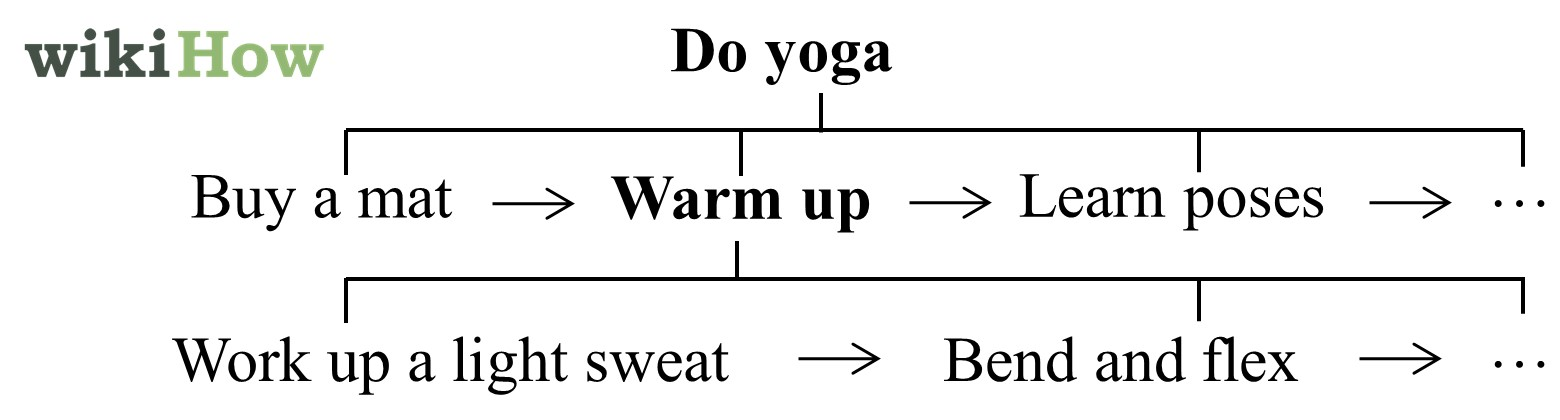 wikiHow
Do yoga
Buy a mat → Warm up → Learn poses → ...
Work up a light sweat → Bend and flex → ...